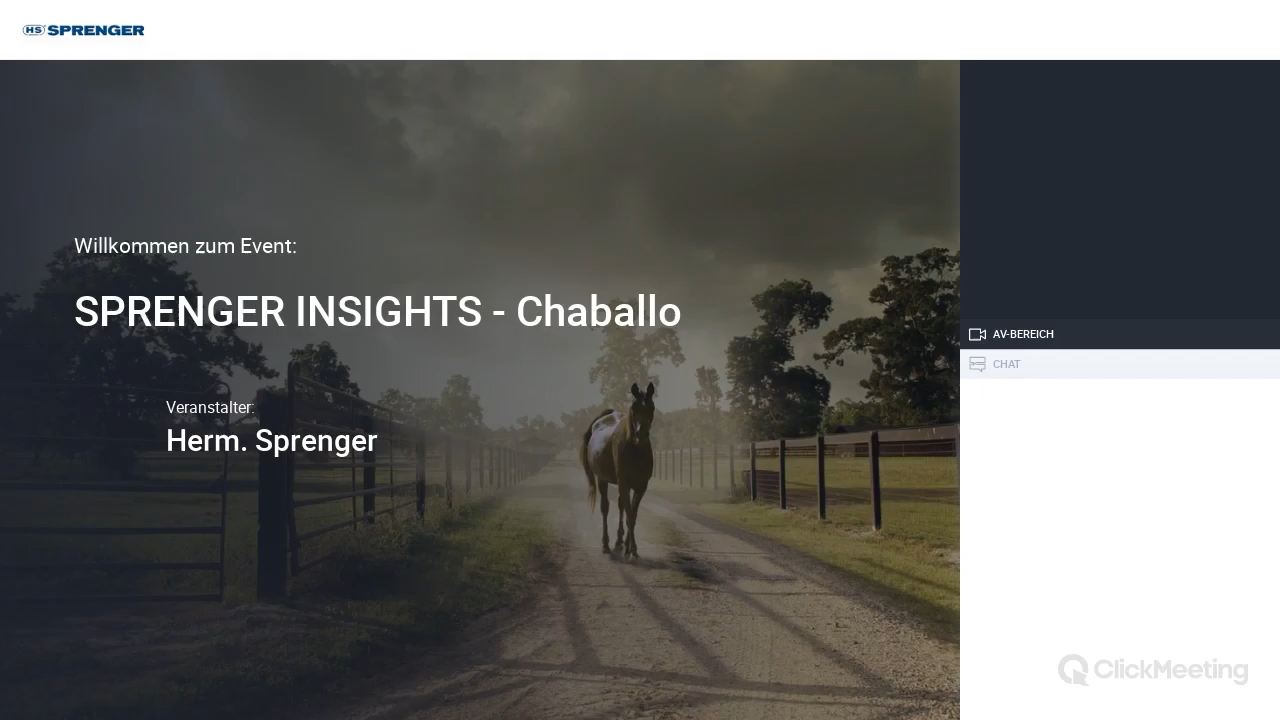 HS SPRENGER
Willkommen zum Event:
SPRENGER INSIGHTS - Chaballo
Veranstalter:
Herm. Sprenger
AV-BEREICH
CHAT
ClickMeeting